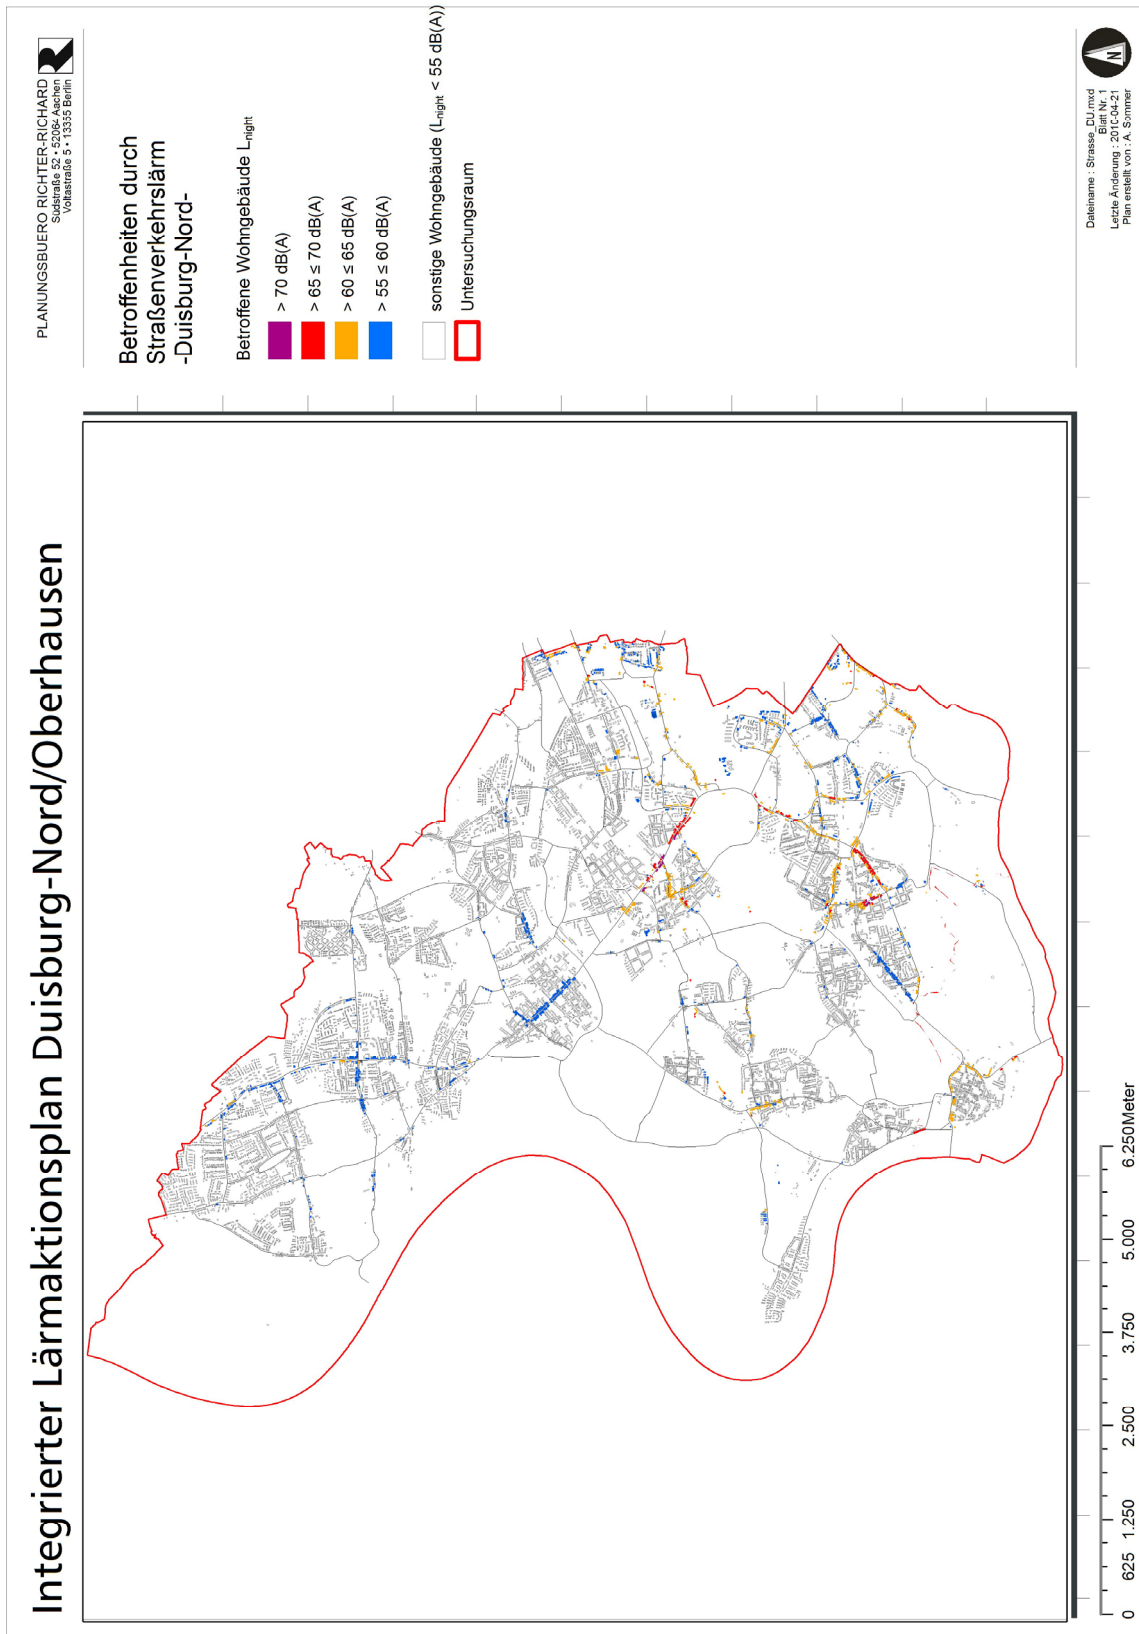 Integrierter Lärmaktionsplan Duisburg-Nord/Oberhausen
PLANUNGSBUERO RICHTER-RICHARD
Südstraße 52 • 52064 Aachen
Voltastraße 5 • 13355 Berlin
Betroffenheiten durch
Straßenverkehrslärm
-Duisburg-Nord-
Betroffene Wohngebäude Lnight
> 70 dB(A)
> 65 ≤ 70 dB(A)
> 60 ≤ 65 dB(A)
> 55 ≤ 60 dB(A)
sonstige Wohngebäude (Lnight < 55 dB(A))
Untersuchungsraum
0 625 1.250 2.500 3.750 5.000 6.250 Meter
N
Dateiname : Strasse_DU.mxd
Blatt Nr. 1
Letzte Änderung : 2010-04-21
Plan erstellt von : A. Sommer